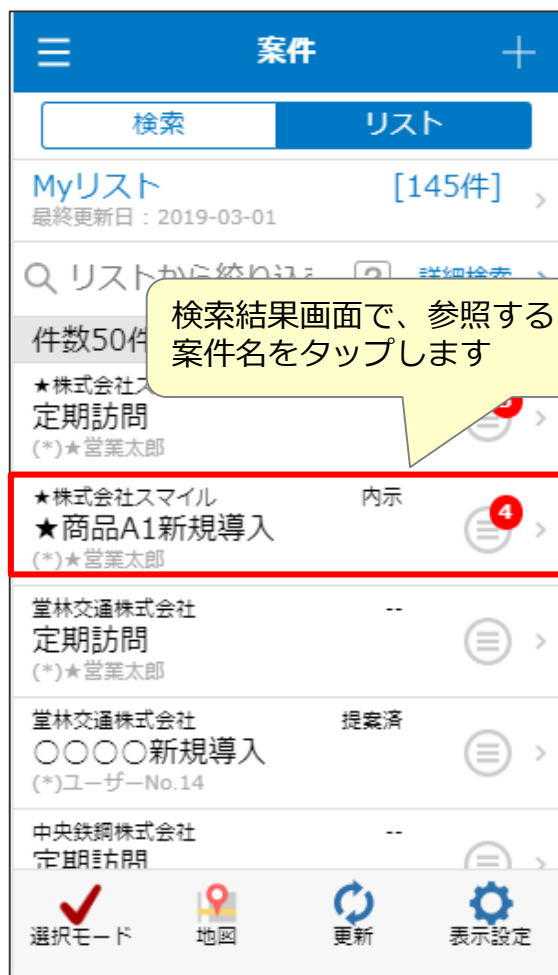 案件
検索 リスト
Myリスト [145件]
最終更新日：2019-03-01
リストから絞り込
詳細検索
検索結果画面で、参照する
案件名をタップします
件数50件
★株式会社ス
定期訪問
(*)★営業太郎
★株式会社スマイル 内示
★商品A1新規導入 4
(*)★営業太郎
堂林交通株式会社 --
定期訪問
(*)★営業太郎
堂林交通株式会社 提案済
〇〇〇〇新規導入
(*)ユーザーNo.14
中央鉄鋼株式会社 --
定期訪問
選択モード 地図 更新 表示設定